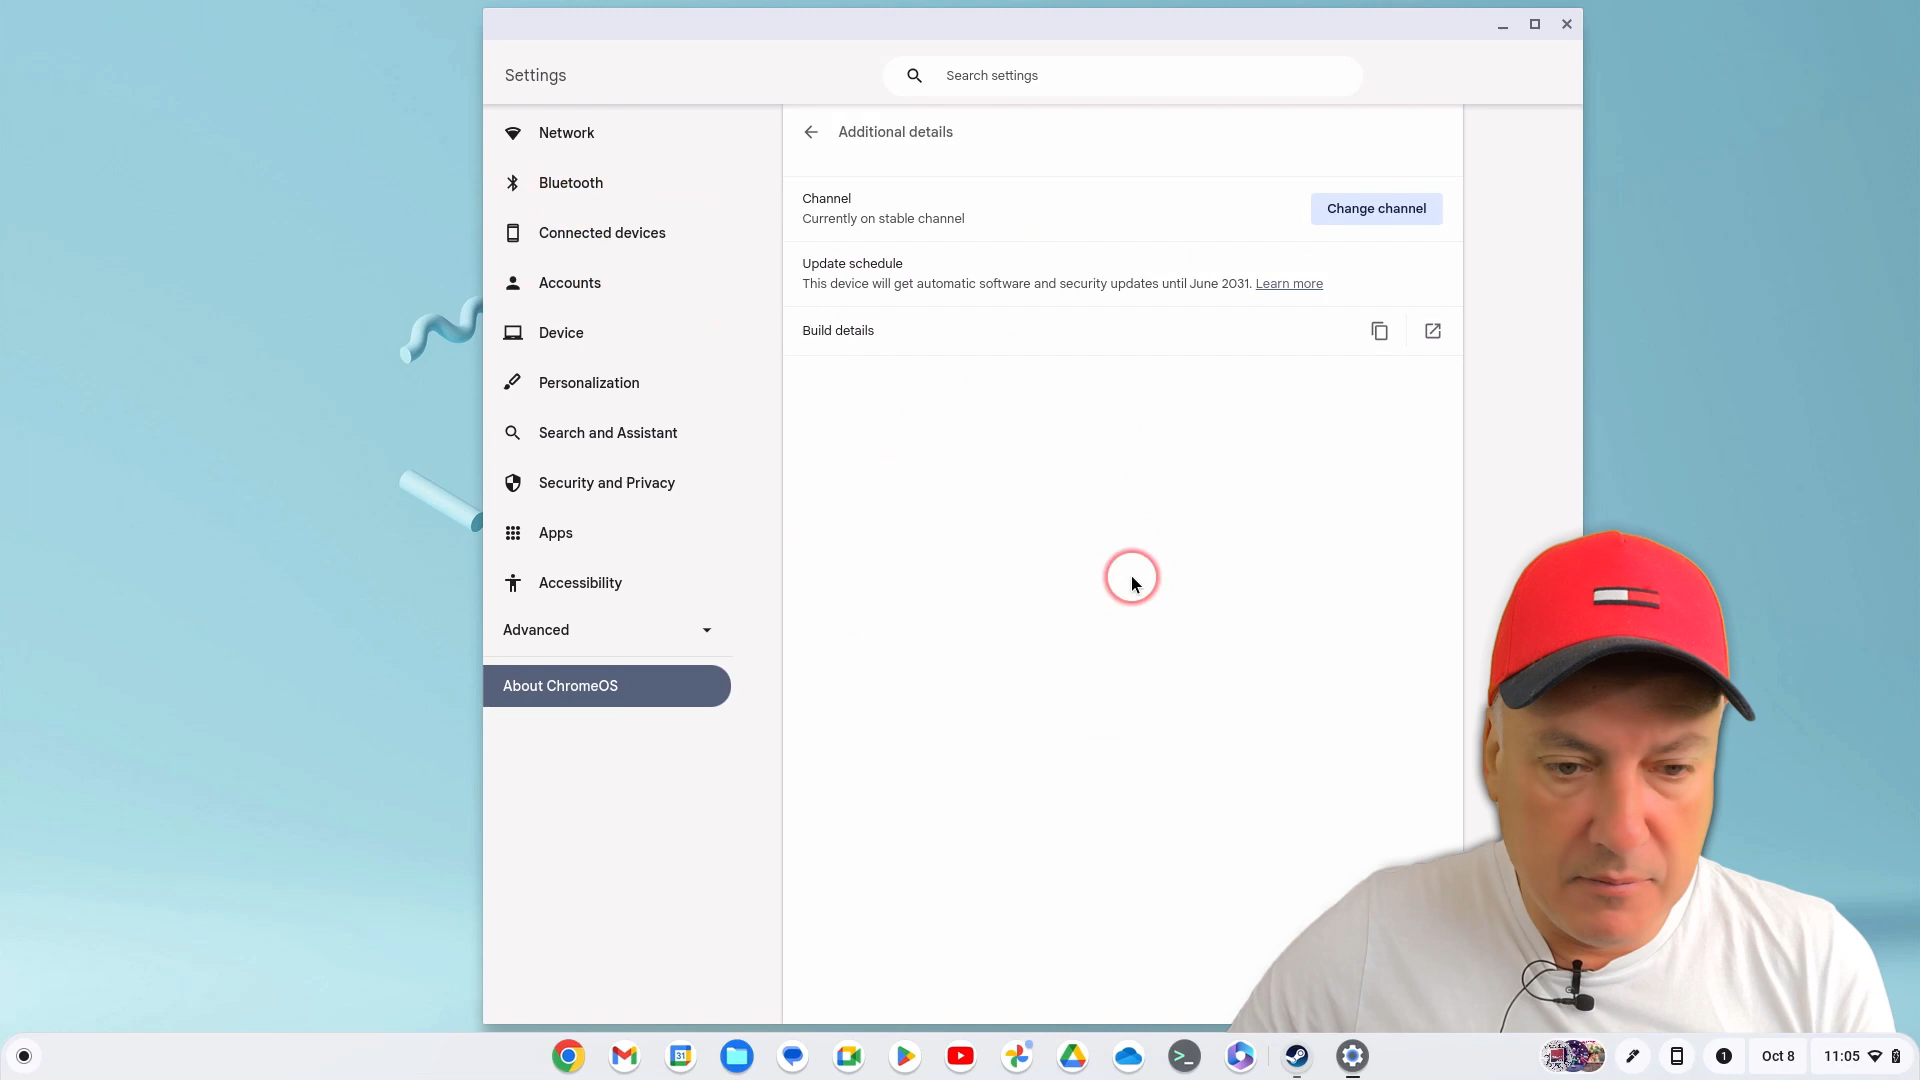 Settings
Search settings
Network
Bluetooth
Connected devices
Accounts
Device
Personalization
Search and Assistant
Security and Privacy
Apps
Accessibility
Advanced
About ChromeOS
Additional details
Channel
Currently on stable channel
Change channel
Update schedule
This device will get automatic software and security updates until June 2031. Learn more
Build details
31
>_
1
Oct 8
11:05